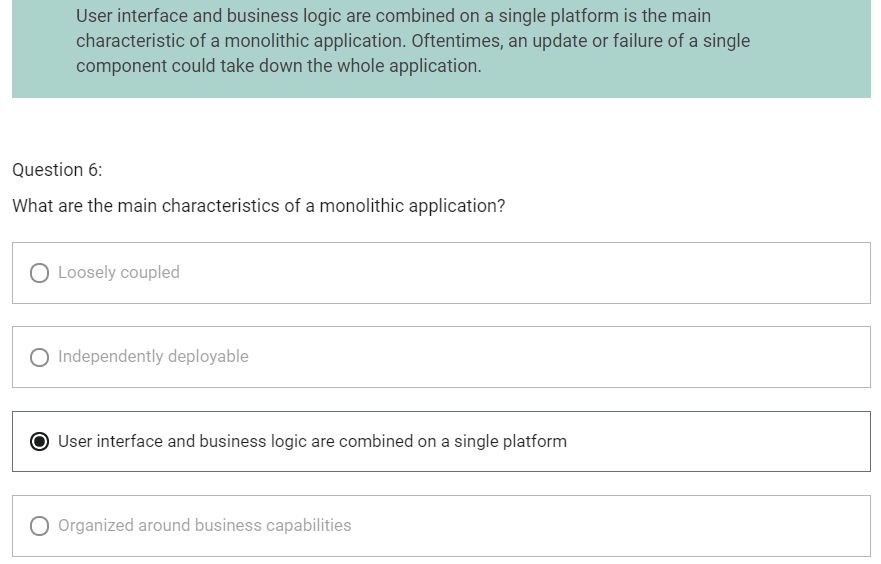 User interface and business logic are combined on a single platform is the main
characteristic of a monolithic application. Oftentimes, an update or failure of a single
component could take down the whole application.
Question 6:
What are the main characteristics of a monolithic application?
Loosely coupled
Independently deployable
User interface and business logic are combined on a single platform
Organized around business capabilities